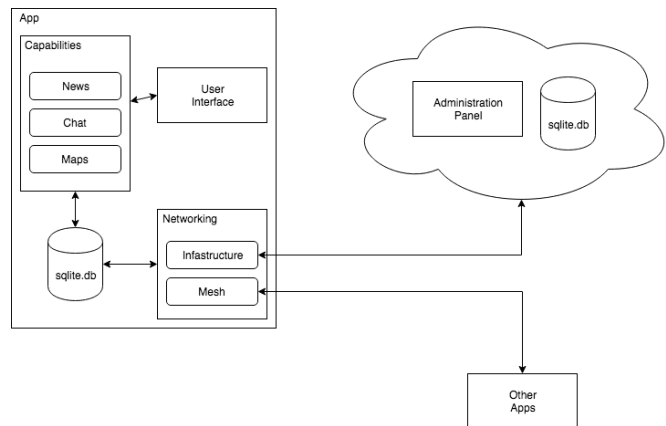 App
Capabilities
News
Chat
Maps
User
Interface
sqlite.db
Networking
Infastructure
Mesh
Administration
Panel
sqlite.db
Other
Apps